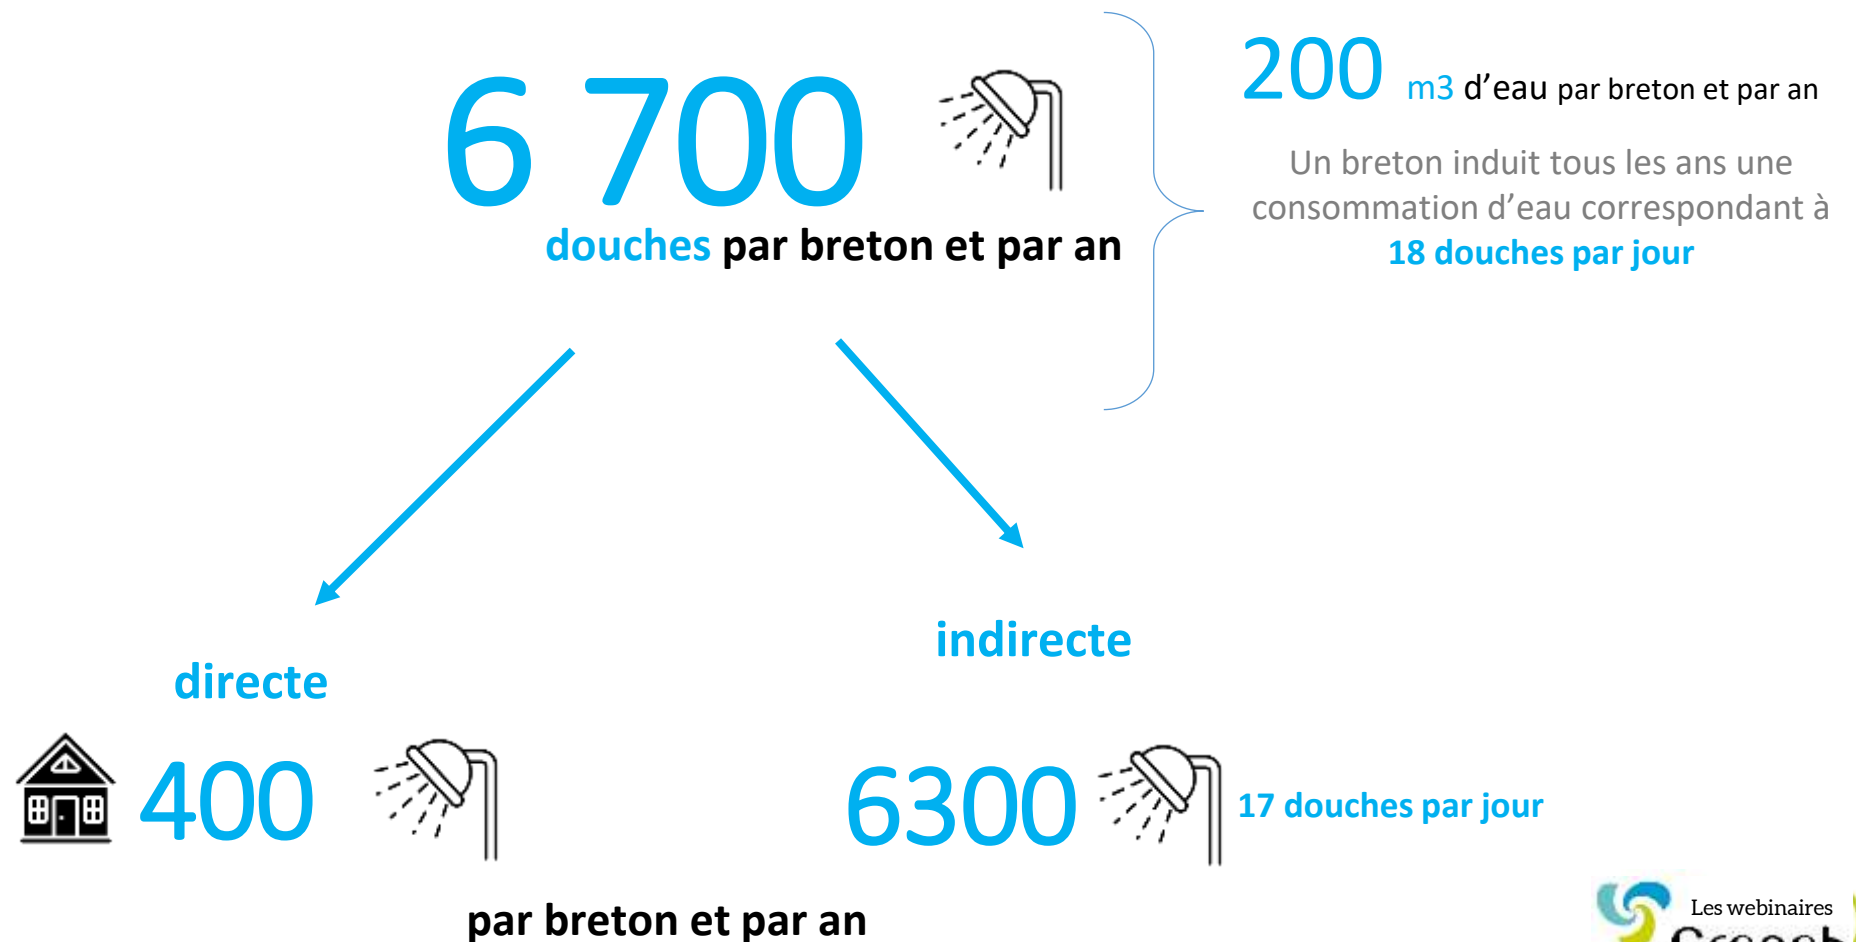 6 700
douches par breton et par an
200 m3 d’eau par breton et par an
Un breton induit tous les ans une
consommation d’eau correspondant à
18 douches par jour
directe
indirecte
400
6300
17 douches par jour
par breton et par an
Les webinaires